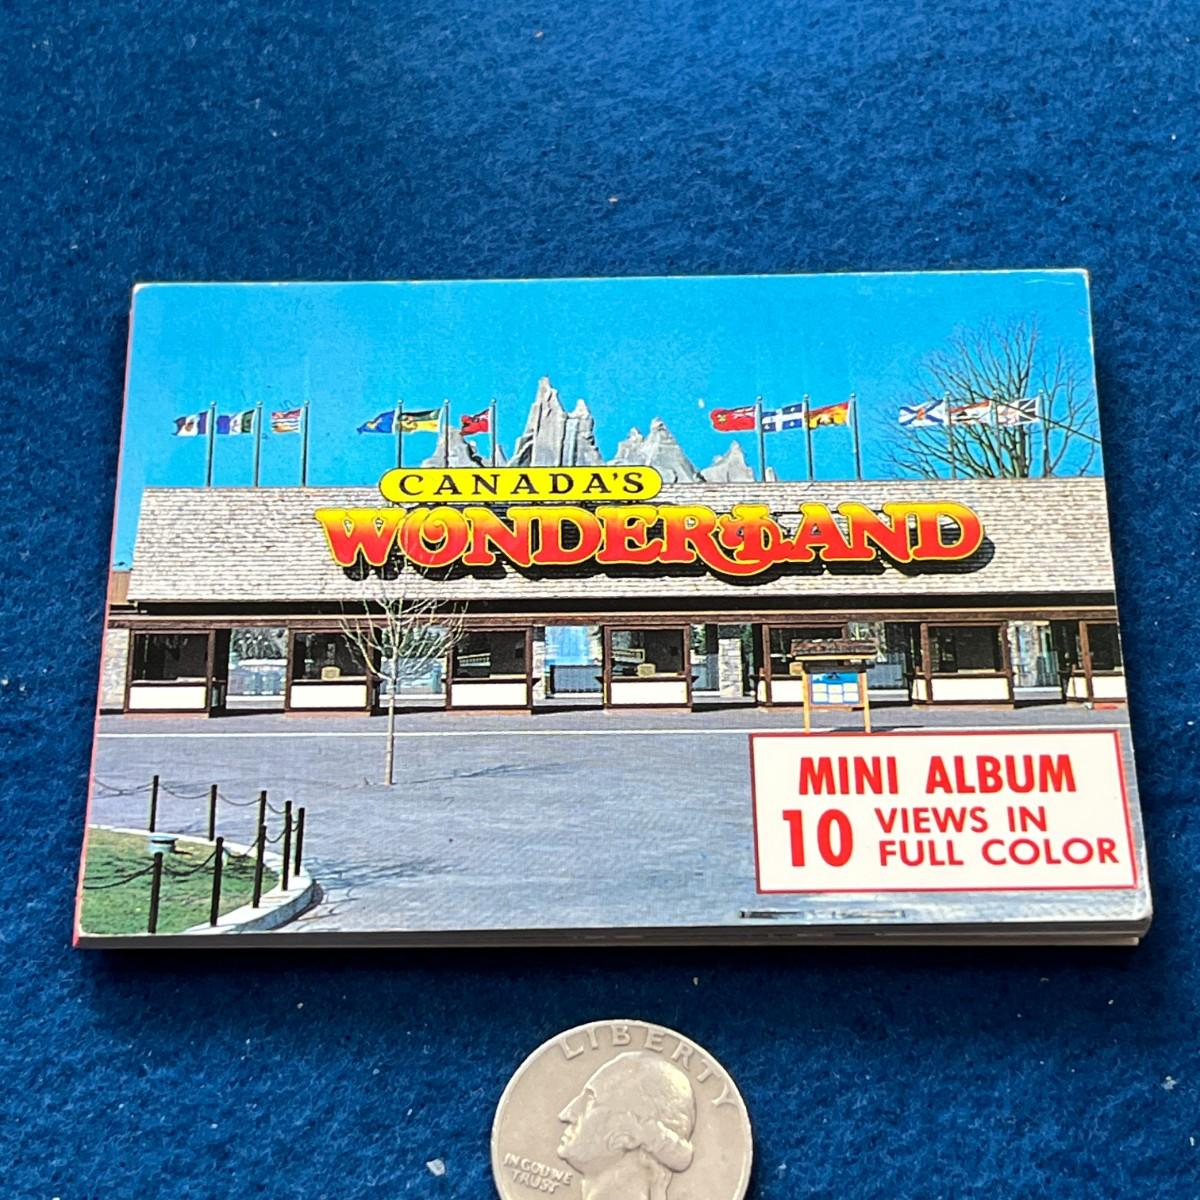 CANADA'S
WONDERLAND
MINI ALBUM
10 VIEWS IN
FULL COLOR
LIBERTY
IN GOD WE
TRUST